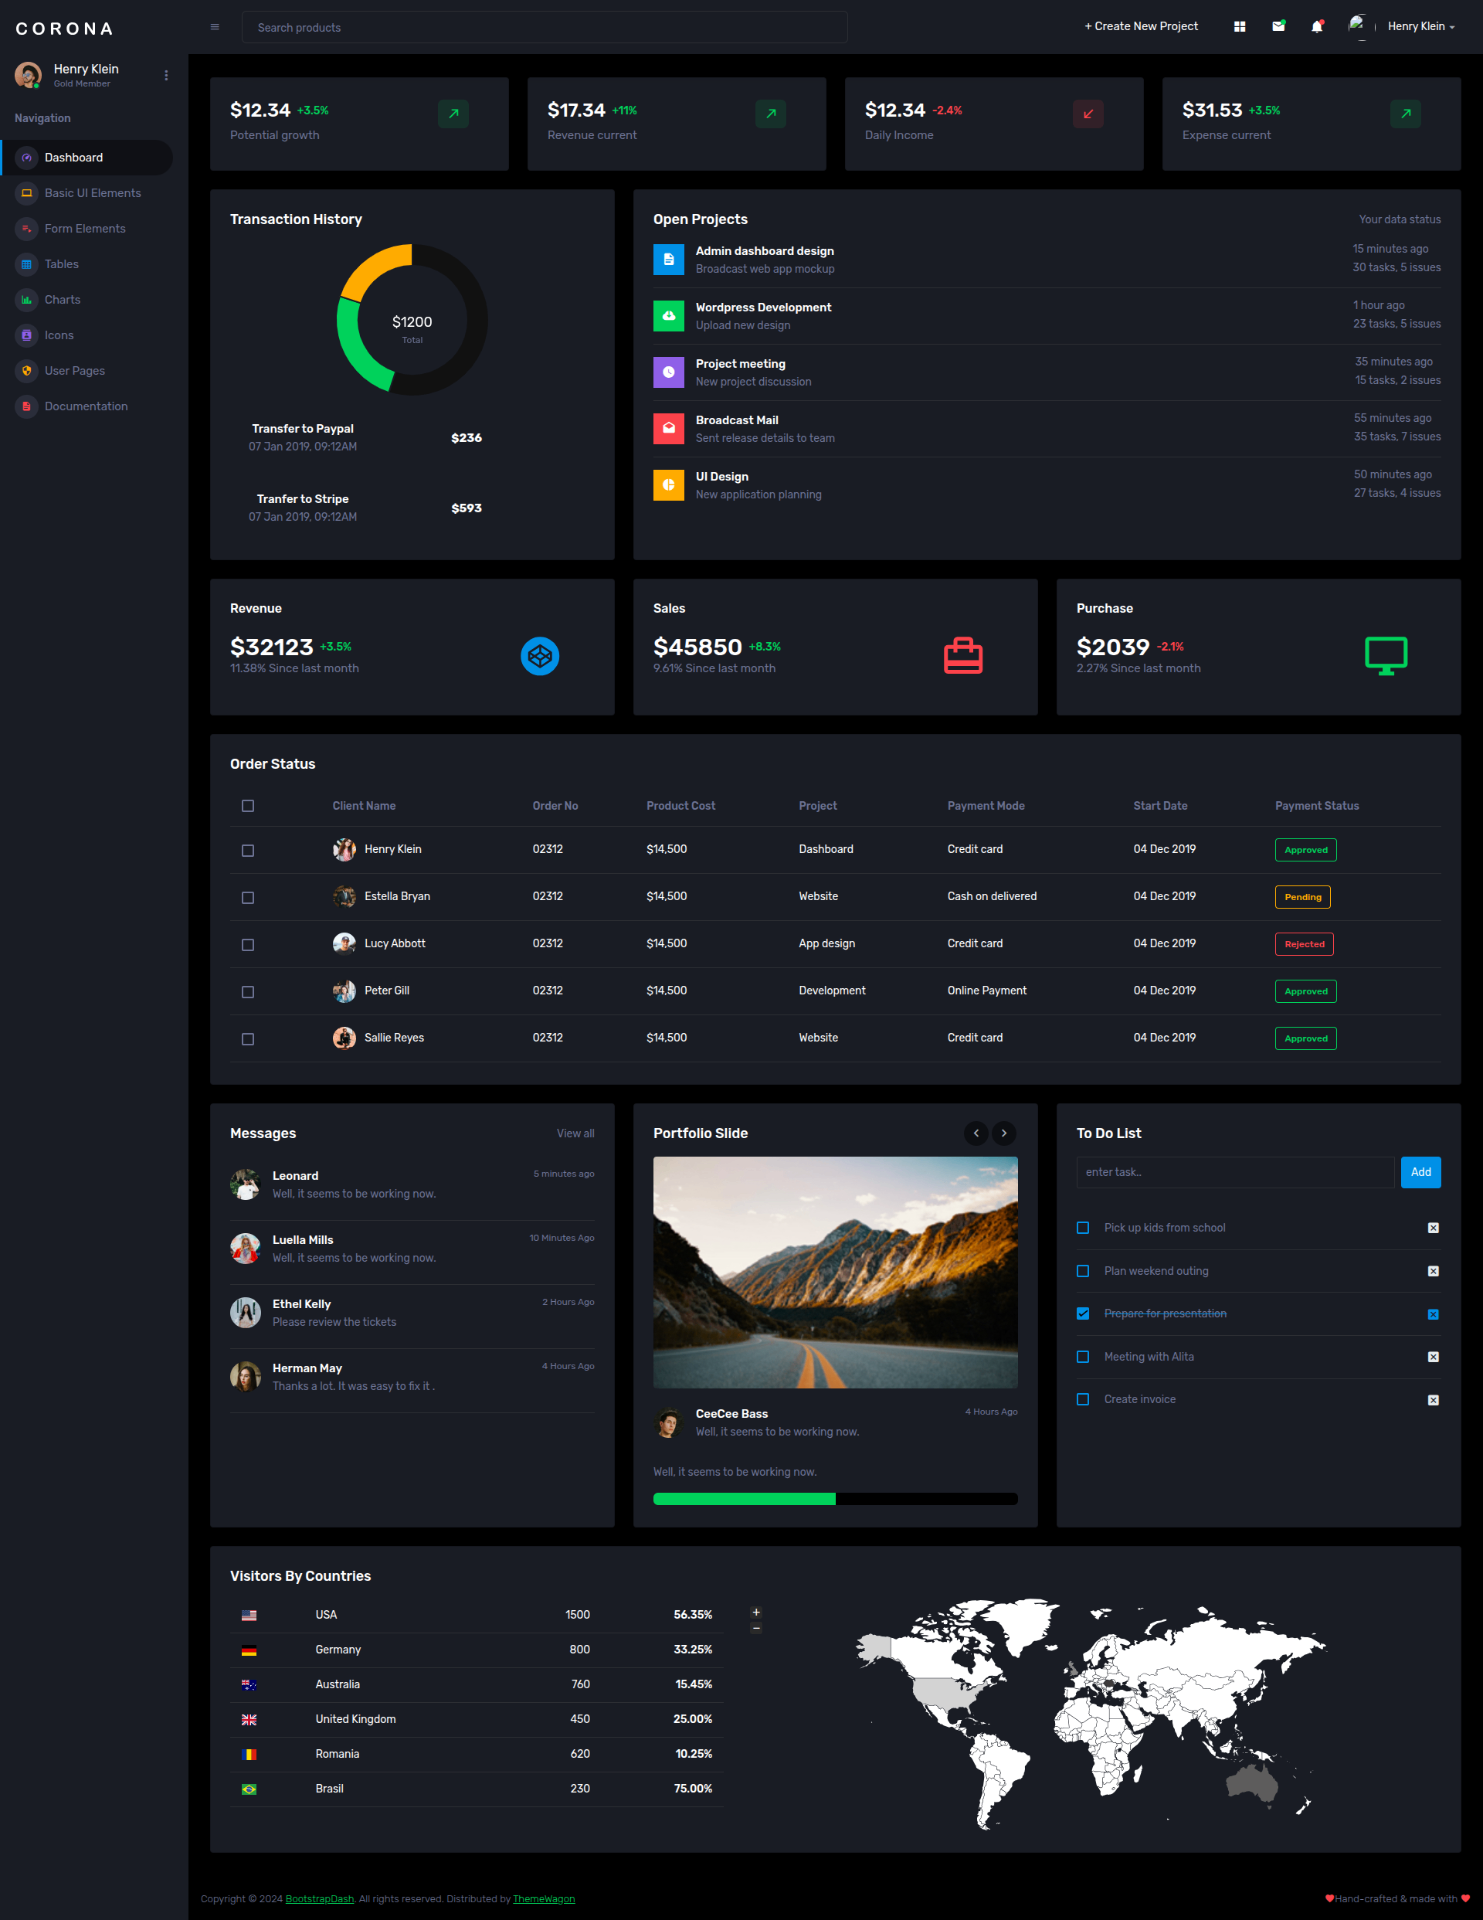 CORONA
Search products
+ Create New Project
Henry Klein
Henry Klein
Gold Member
Navigation
Dashboard
Basic UI Elements
Form Elements
Tables
Charts
Icons
User Pages
Documentation
$12.34 +3.5%
Potential growth
$17.34 +11%
Revenue current
$12.34 -2.4%
Daily Income
$31.53 +3.5%
Expense current
Transaction History
$1200
Total
Transfer to Paypal
07 Jan 2019, 09:12AM
$236
Tranfer to Stripe
07 Jan 2019, 09:12AM
$593
Open Projects
Your data status
Admin dashboard design
Broadcast web app mockup
15 minutes ago
30 tasks, 5 issues
Wordpress Development
Upload new design
1 hour ago
23 tasks, 5 issues
Project meeting
New project discussion
35 minutes ago
15 tasks, 2 issues
Broadcast Mail
Sent release details to team
55 minutes ago
35 tasks, 7 issues
UI Design
New application planning
50 minutes ago
27 tasks, 4 issues
Revenue
$32123 +3.5%
11.38% Since last month
Sales
$45850 +8.3%
9.61% Since last month
Purchase
$2039 -2.1%
2.27% Since last month
Order Status
Client Name Order No Product Cost Project Payment Mode Start Date Payment Status
Henry Klein 02312 $14,500 Dashboard Credit card 04 Dec 2019 Approved
Estella Bryan 02312 $14,500 Website Cash on delivered 04 Dec 2019 Pending
Lucy Abbott 02312 $14,500 App design Credit card 04 Dec 2019 Rejected
Peter Gill 02312 $14,500 Development Online Payment 04 Dec 2019 Approved
Sallie Reyes 02312 $14,500 Website Credit card 04 Dec 2019 Approved
Messages
View all
Leonard
5 minutes ago
Well, it seems to be working now.
Luella Mills
10 Minutes Ago
Well, it seems to be working now.
Ethel Kelly
2 Hours Ago
Please review the tickets
Herman May
4 Hours Ago
Thanks a lot. It was easy to fix it .
Portfolio Slide
CeeCee Bass
4 Hours Ago
Well, it seems to be working now.
Well, it seems to be working now.
To Do List
enter task..
Add
Pick up kids from school
Plan weekend outing
Prepare for presentation
Meeting with Alita
Create invoice
Visitors By Countries
USA 1500 56.35%
Germany 800 33.25%
Australia 760 15.45%
United Kingdom 450 25.00%
Romania 620 10.25%
Brasil 230 75.00%
+
−
Copyright © 2024 BootstrapDash. All rights reserved. Distributed by ThemeWagon
Hand-crafted & made with